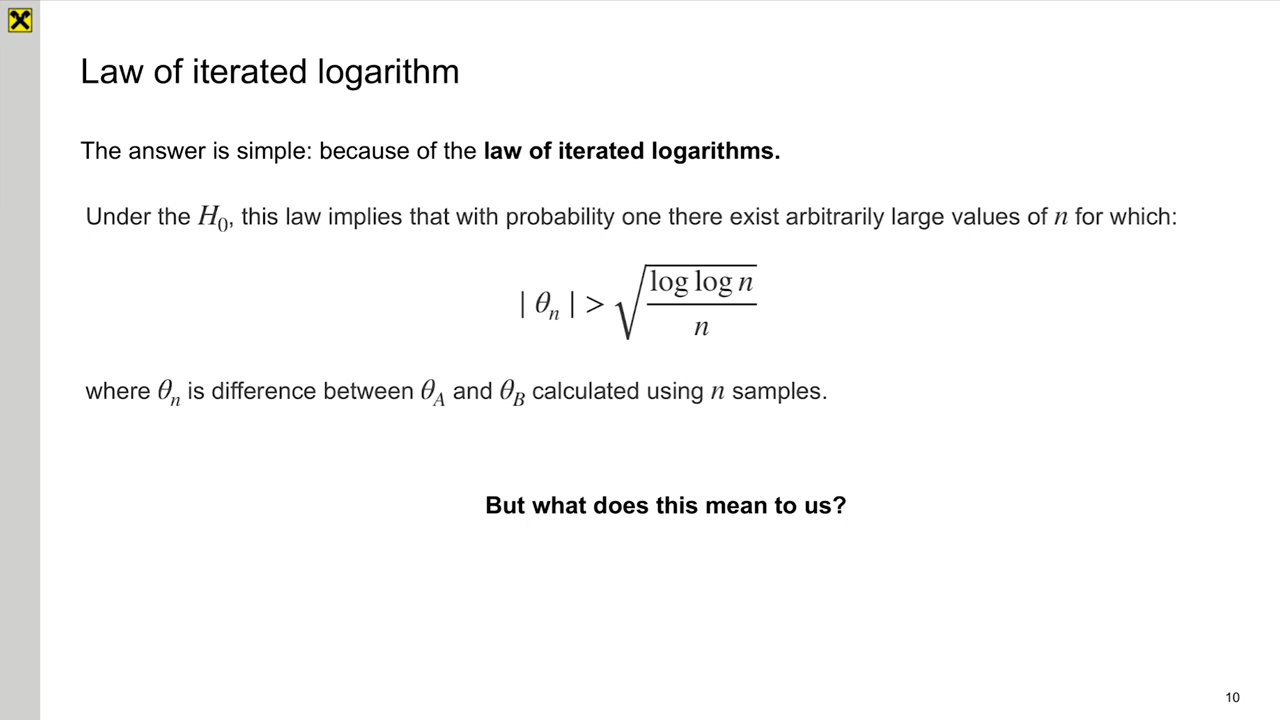 Law of iterated logarithm
The answer is simple: because of the law of iterated logarithms.
Under the H₀, this law implies that with probability one there exist arbitrarily large values of n for which:
| θₙ | > √(log log n / n)
where θₙ is difference between θ_A and θ_B calculated using n samples.
But what does this mean to us?
10